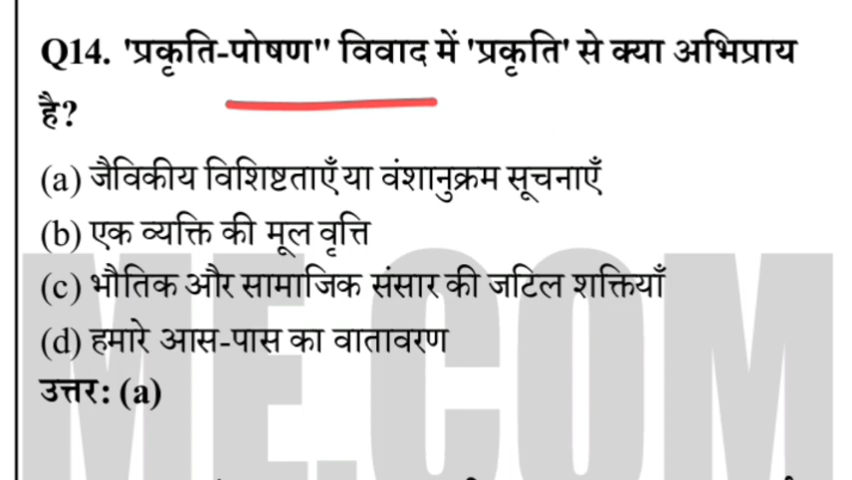 Q14. 'प्रकृति-पोषण" विवाद में 'प्रकृति' से क्या अभिप्राय
है?
(a) जैविकीय विशिष्टताएँ या वंशानुक्रम सूचनाएँ
(b) एक व्यक्ति की मूल वृत्ति
(c) भौतिक और सामाजिक संसार की जटिल शक्तियाँ
(d) हमारे आस-पास का वातावरण
उत्तर: (a)
ME.COM